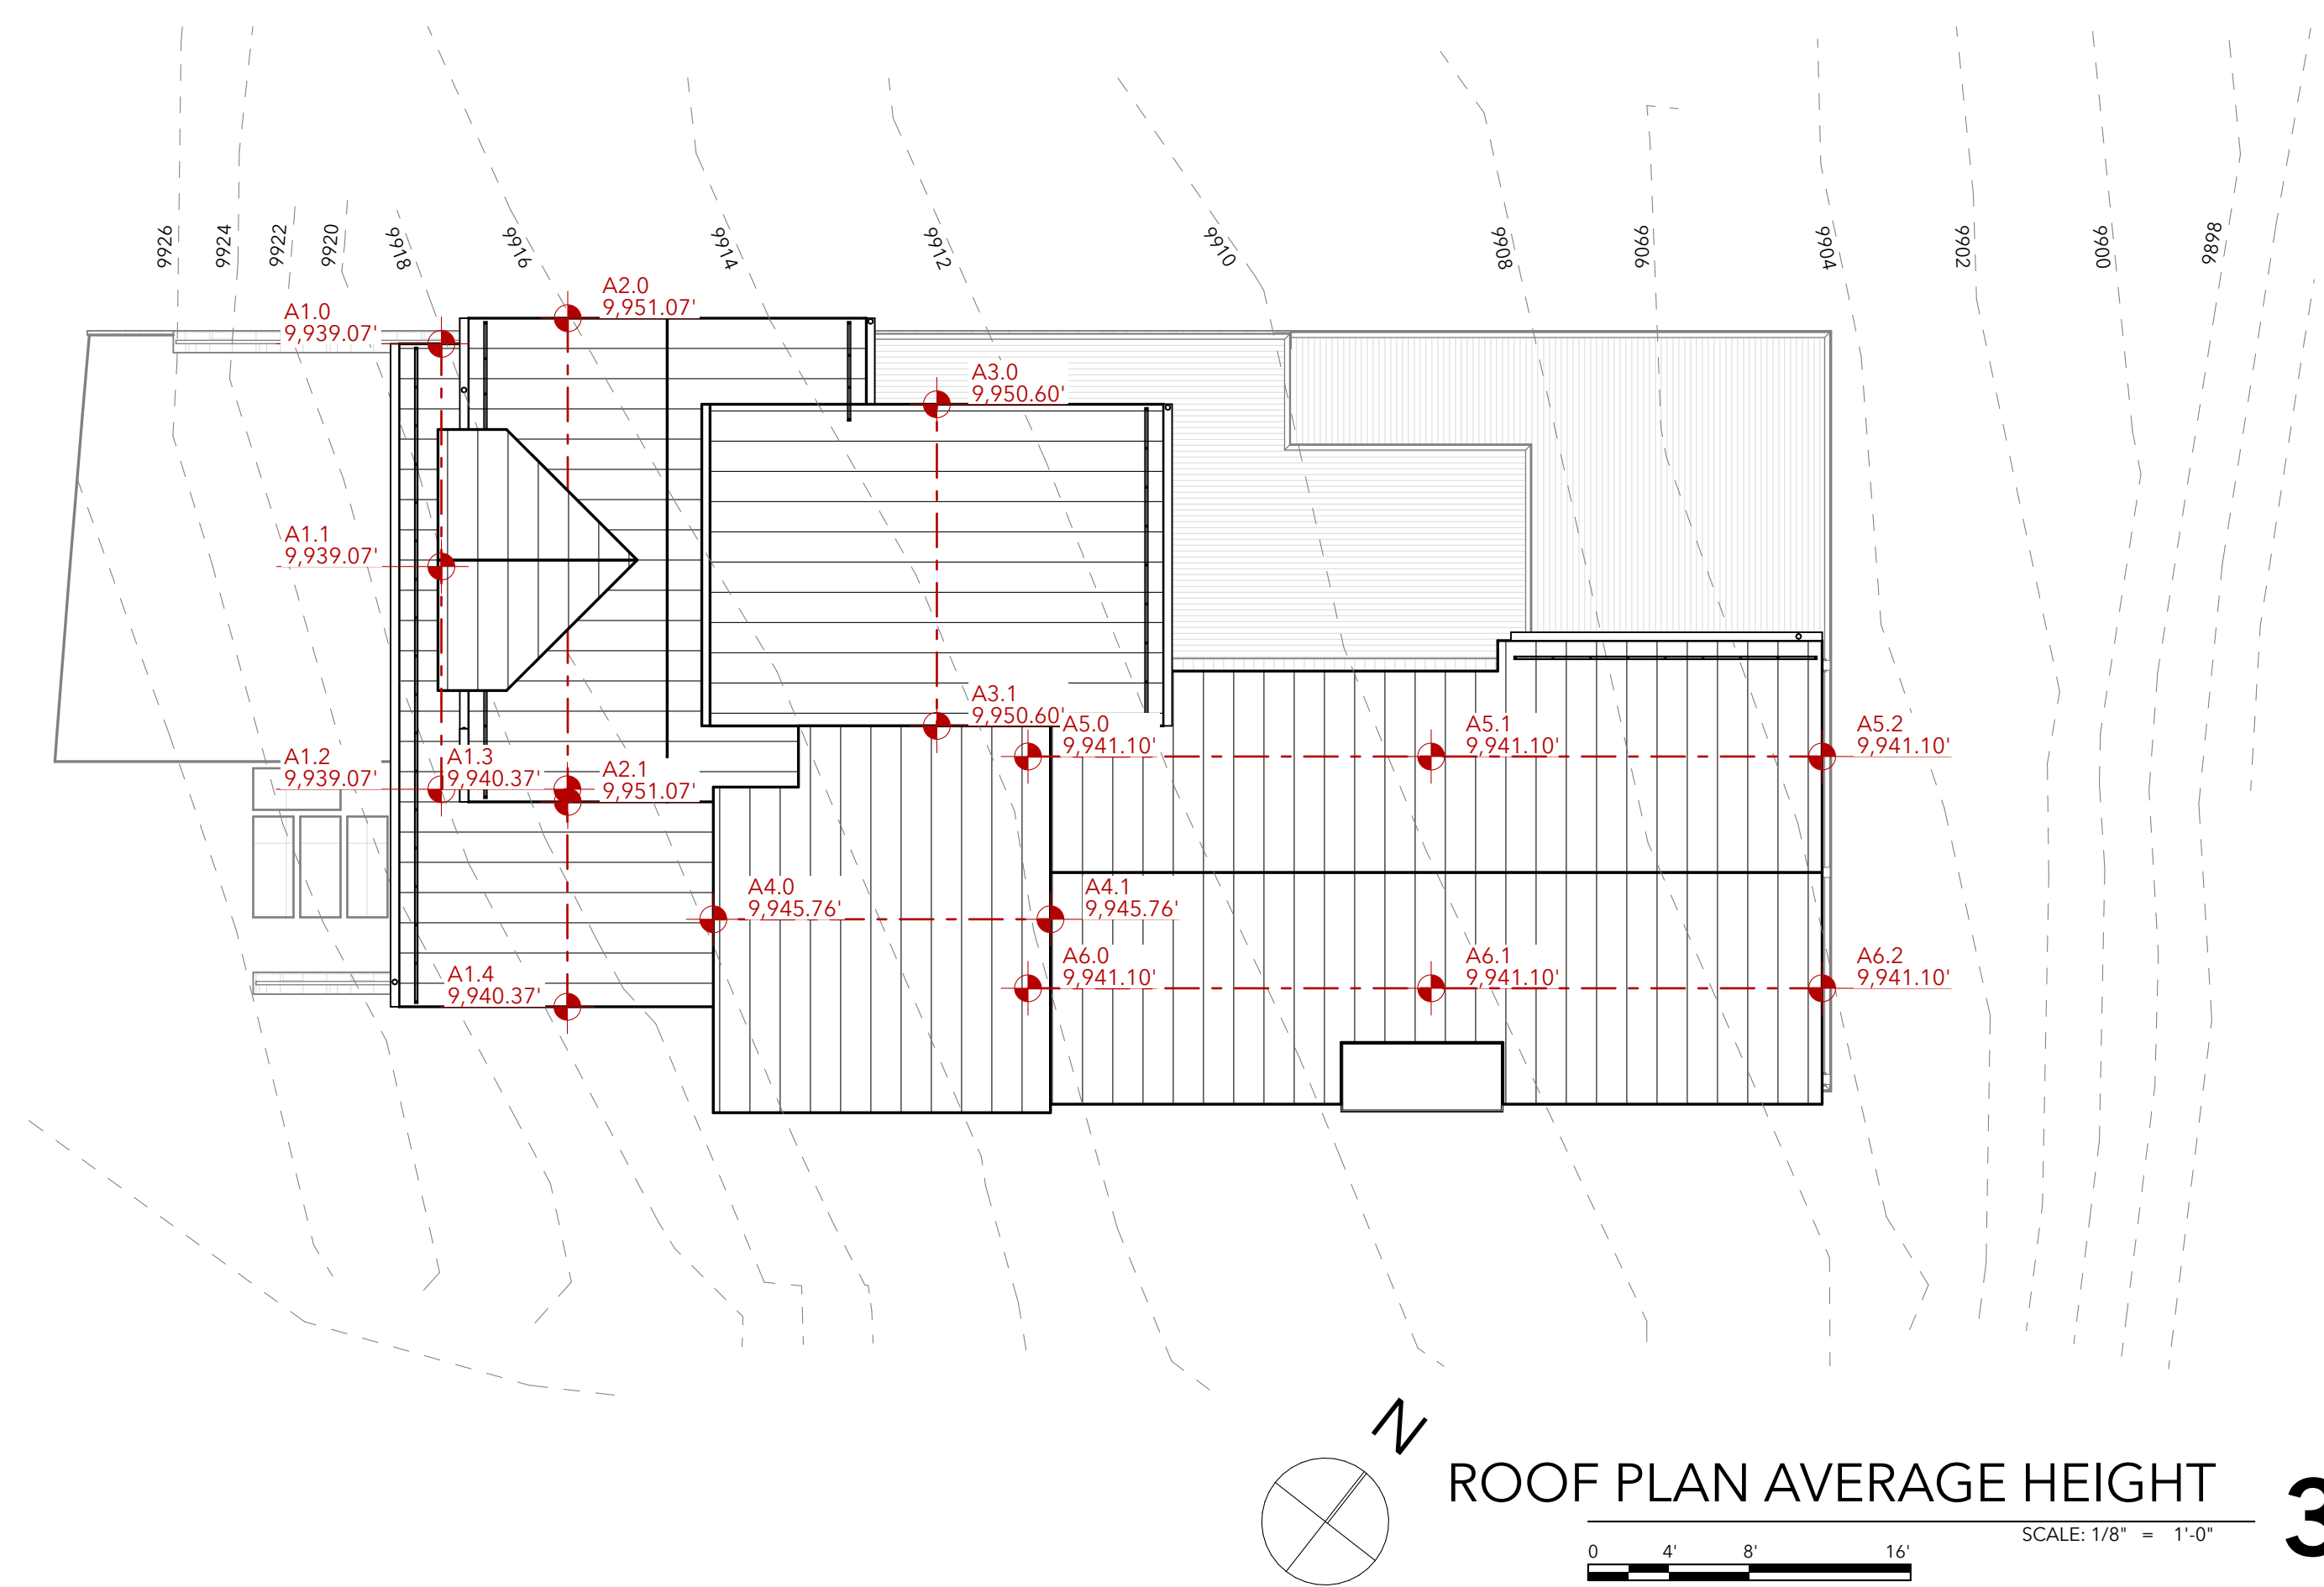 9926
9924
9922
9920
9918
9916
9914
9912
9910
9908
9906
9904
9902
9900
9898
A2.0
9,951.07'
A1.0
9,939.07'
A3.0
9,950.60'
A1.1
9,939.07'
A3.1
9,950.60'
A5.0
9,941.10'
A5.1
9,941.10'
A5.2
9,941.10'
A1.2
9,939.07'
A1.3
9,940.37'
A2.1
9,951.07'
A4.0
9,945.76'
A4.1
9,945.76'
A6.0
9,941.10'
A6.1
9,941.10'
A6.2
9,941.10'
A1.4
9,940.37'
N
ROOF PLAN AVERAGE HEIGHT
3
SCALE: 1/8" = 1'-0"
0 4' 8' 16'